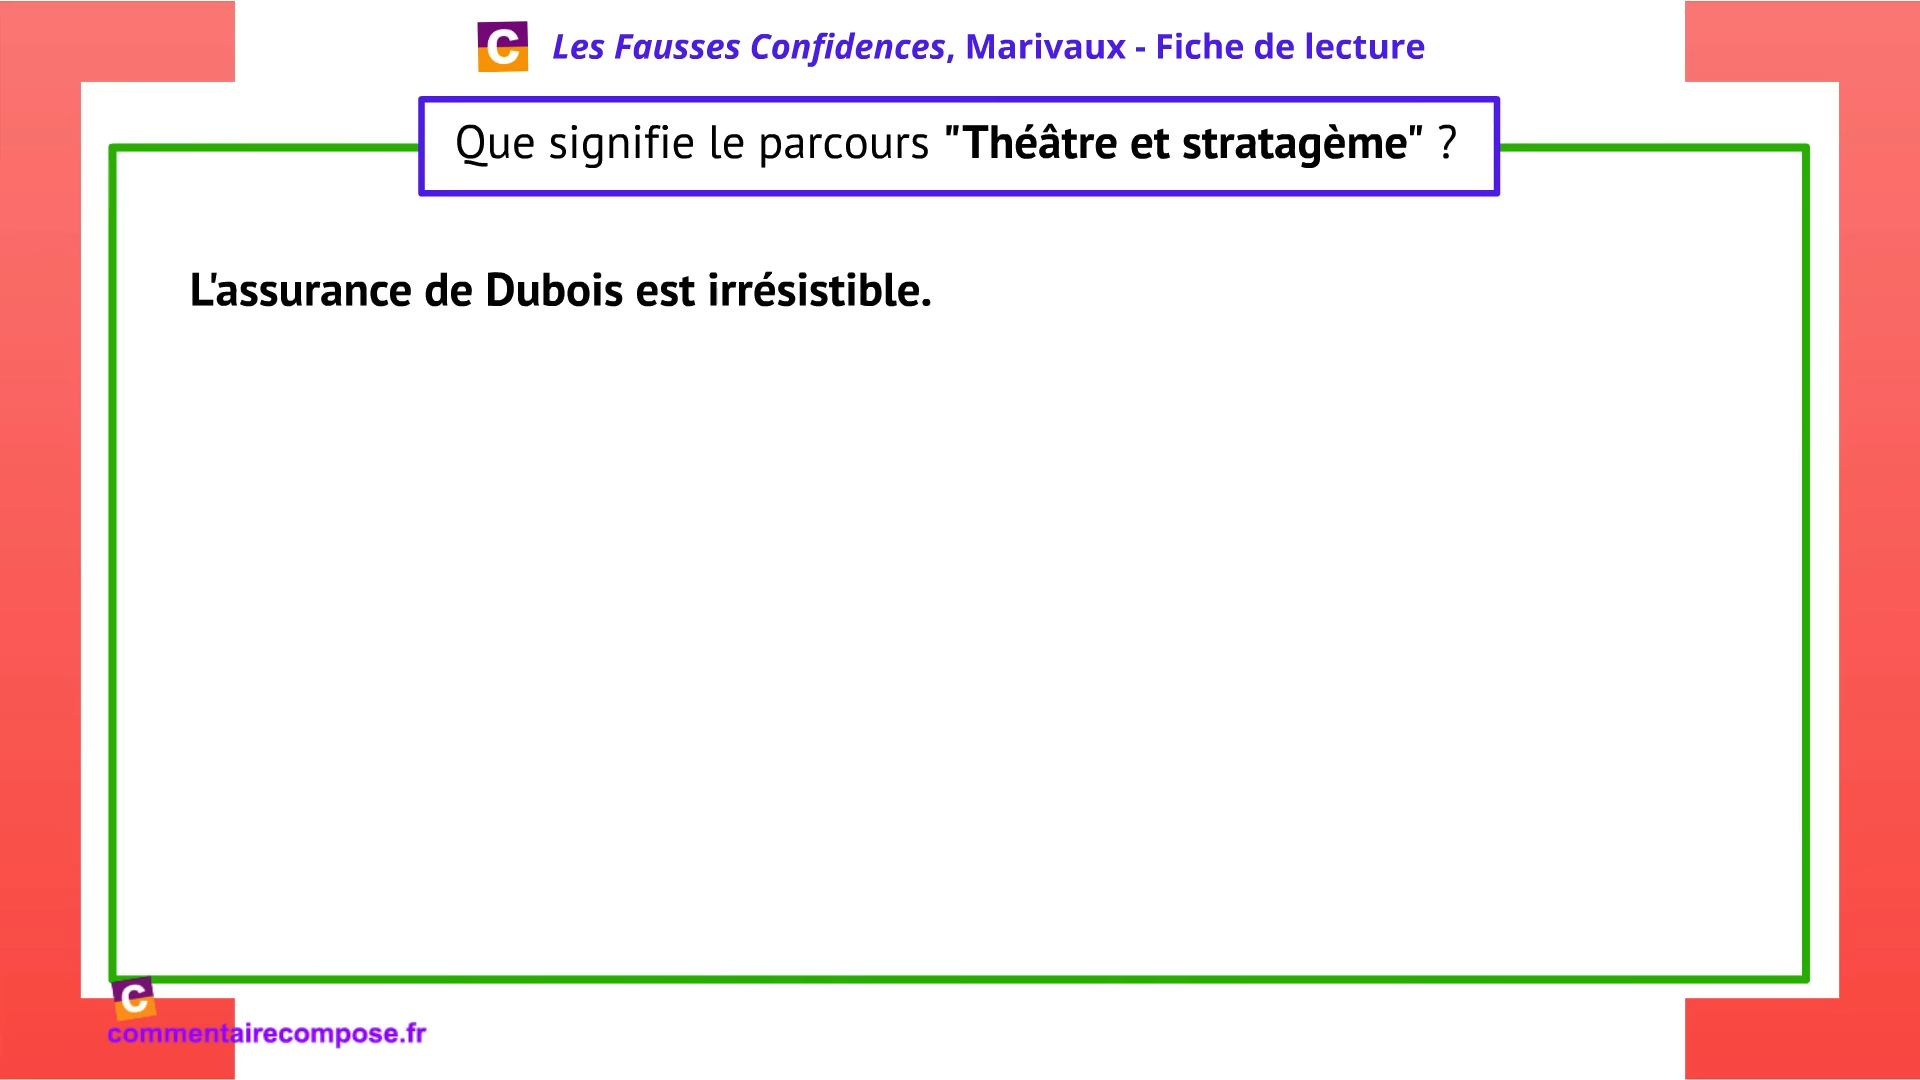 C Les Fausses Confidences, Marivaux - Fiche de lecture
Que signifie le parcours "Théâtre et stratagème" ?
L'assurance de Dubois est irrésistible.
C
commentairecompose.fr